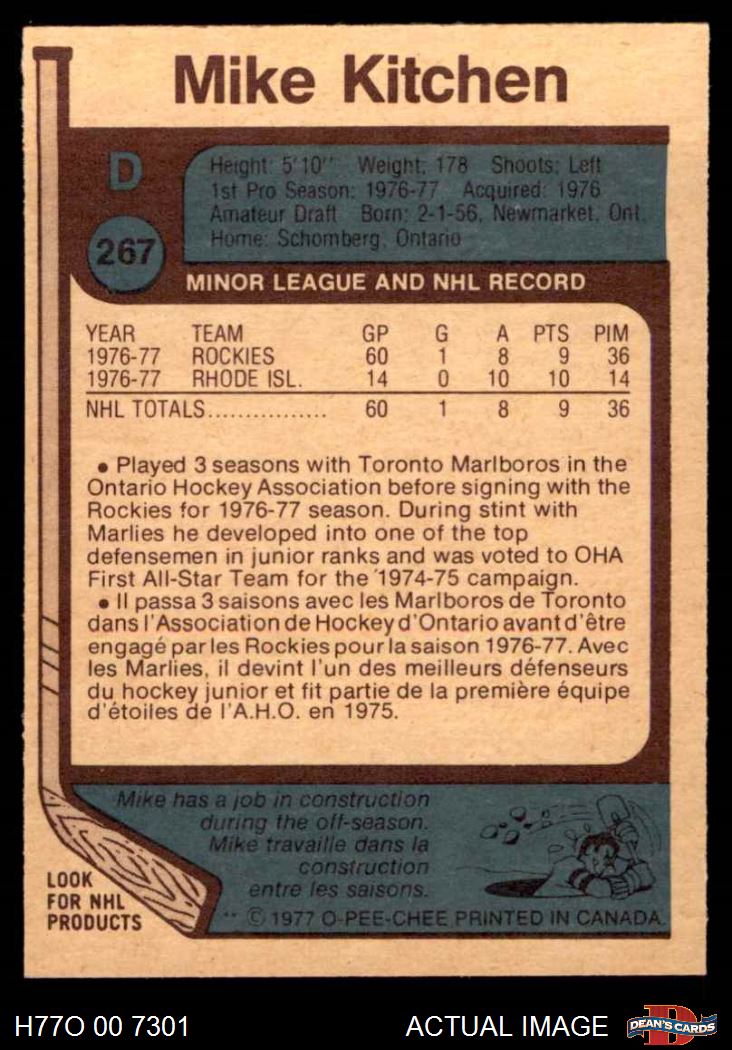 Mike Kitchen
D
Height: 5'10" Weight: 178 Shoots: Left
1st Pro Season: 1976-77 Acquired: 1976
Amateur Draft Born: 2-1-56, Newmarket, Ont.
Home: Schomberg, Ontario
267
MINOR LEAGUE AND NHL RECORD
YEAR TEAM GP G A PTS PIM
1976-77 ROCKIES 60 1 8 9 36
1976-77 RHODE ISL. 14 0 10 10 14
NHL TOTALS............... 60 1 8 9 36
• Played 3 seasons with Toronto Marlboros in the
Ontario Hockey Association before signing with the
Rockies for 1976-77 season. During stint with
Marlies he developed into one of the top
defensemen in junior ranks and was voted to OHA
First All-Star Team for the 1974-75 campaign.
• Il passa 3 saisons avec les Marlboros de Toronto
dans l'Association de Hockey d'Ontario avant d'être
engagé par les Rockies pour la saison 1976-77. Avec
les Marlies, il devint l'un des meilleurs défenseurs
du hockey junior et fit partie de la première équipe
d'étoiles de l'A.H.O. en 1975.
Mike has a job in construction
during the off-season.
Mike travaille dans la
construction
entre les saisons.
LOOK
FOR NHL
PRODUCTS
** © 1977 O-PEE-CHEE PRINTED IN CANADA
H77O 00 7301 ACTUAL IMAGE
D
DEAN'S CARDS